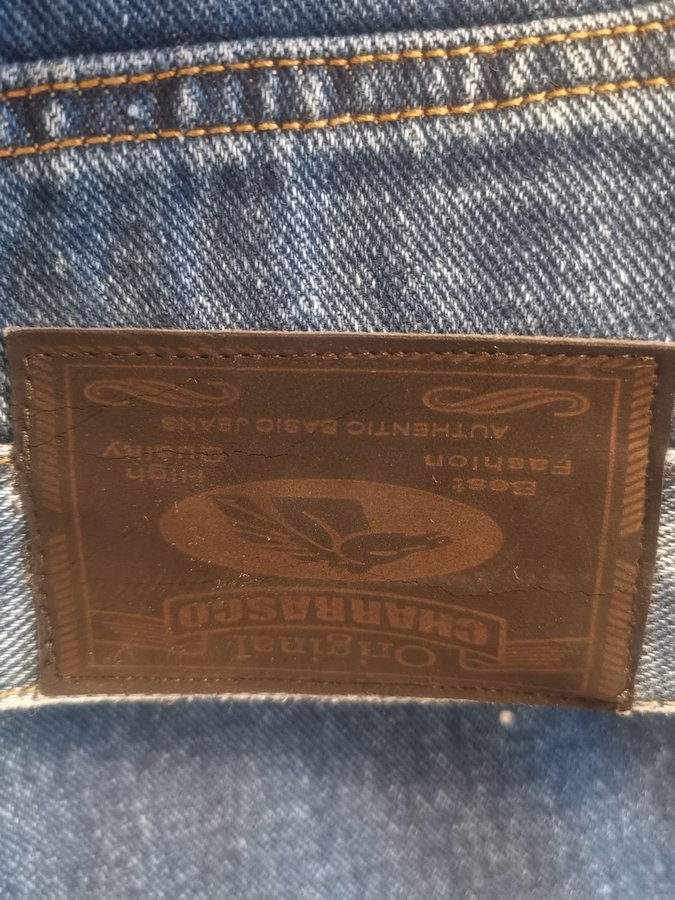 Original
CHARRASCO
Best
Fashion
High
Quality
AUTHENTIC BASIC JEANS